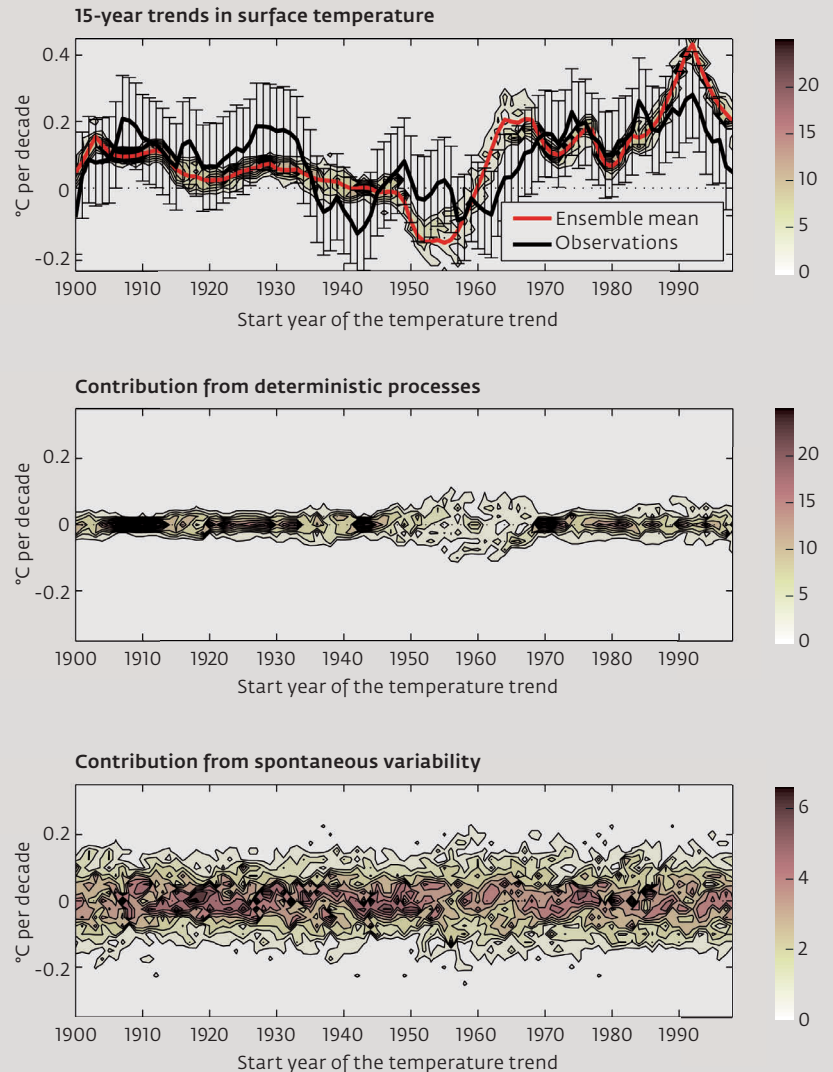 15-year trends in surface temperature
°C per decade
0.4
0.2
0
-0.2
Ensemble mean
Observations
1900 1910 1920 1930 1940 1950 1960 1970 1980 1990
Start year of the temperature trend
20
15
10
5
0
Contribution from deterministic processes
°C per decade
0.2
0
-0.2
1900 1910 1920 1930 1940 1950 1960 1970 1980 1990
Start year of the temperature trend
20
15
10
5
0
Contribution from spontaneous variability
°C per decade
0.2
0
-0.2
1900 1910 1920 1930 1940 1950 1960 1970 1980 1990
Start year of the temperature trend
6
4
2
0